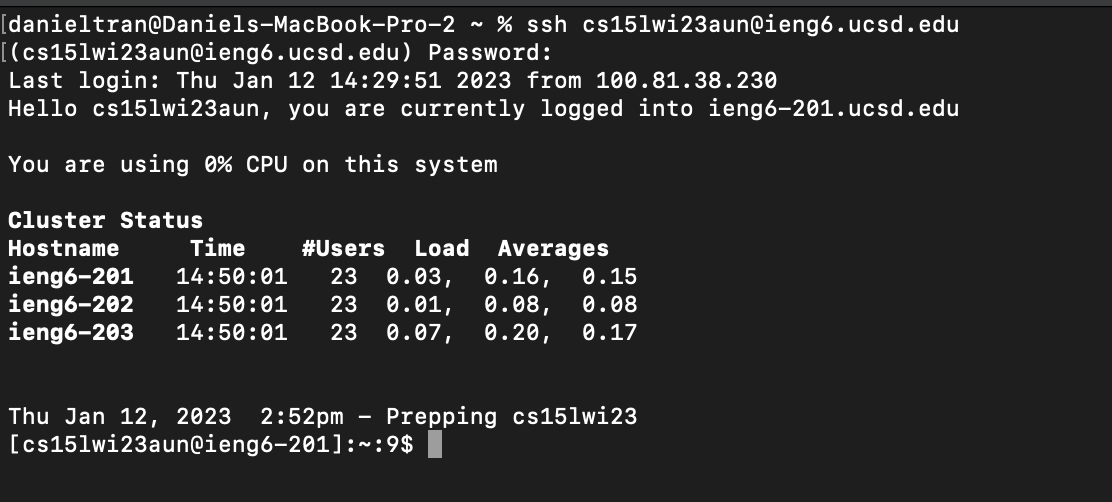 [danieltran@Daniels-MacBook-Pro-2 ~ % ssh cs15lwi23aun@ieng6.ucsd.edu
[(cs15lwi23aun@ieng6.ucsd.edu) Password:
Last login: Thu Jan 12 14:29:51 2023 from 100.81.38.230
Hello cs15lwi23aun, you are currently logged into ieng6-201.ucsd.edu
You are using 0% CPU on this system
Cluster Status
Hostname     Time    #Users  Load  Averages
ieng6-201   14:50:01   23  0.03,  0.16,  0.15
ieng6-202   14:50:01   23  0.01,  0.08,  0.08
ieng6-203   14:50:01   23  0.07,  0.20,  0.17
Thu Jan 12, 2023  2:52pm - Prepping cs15lwi23
[cs15lwi23aun@ieng6-201]:~:9$